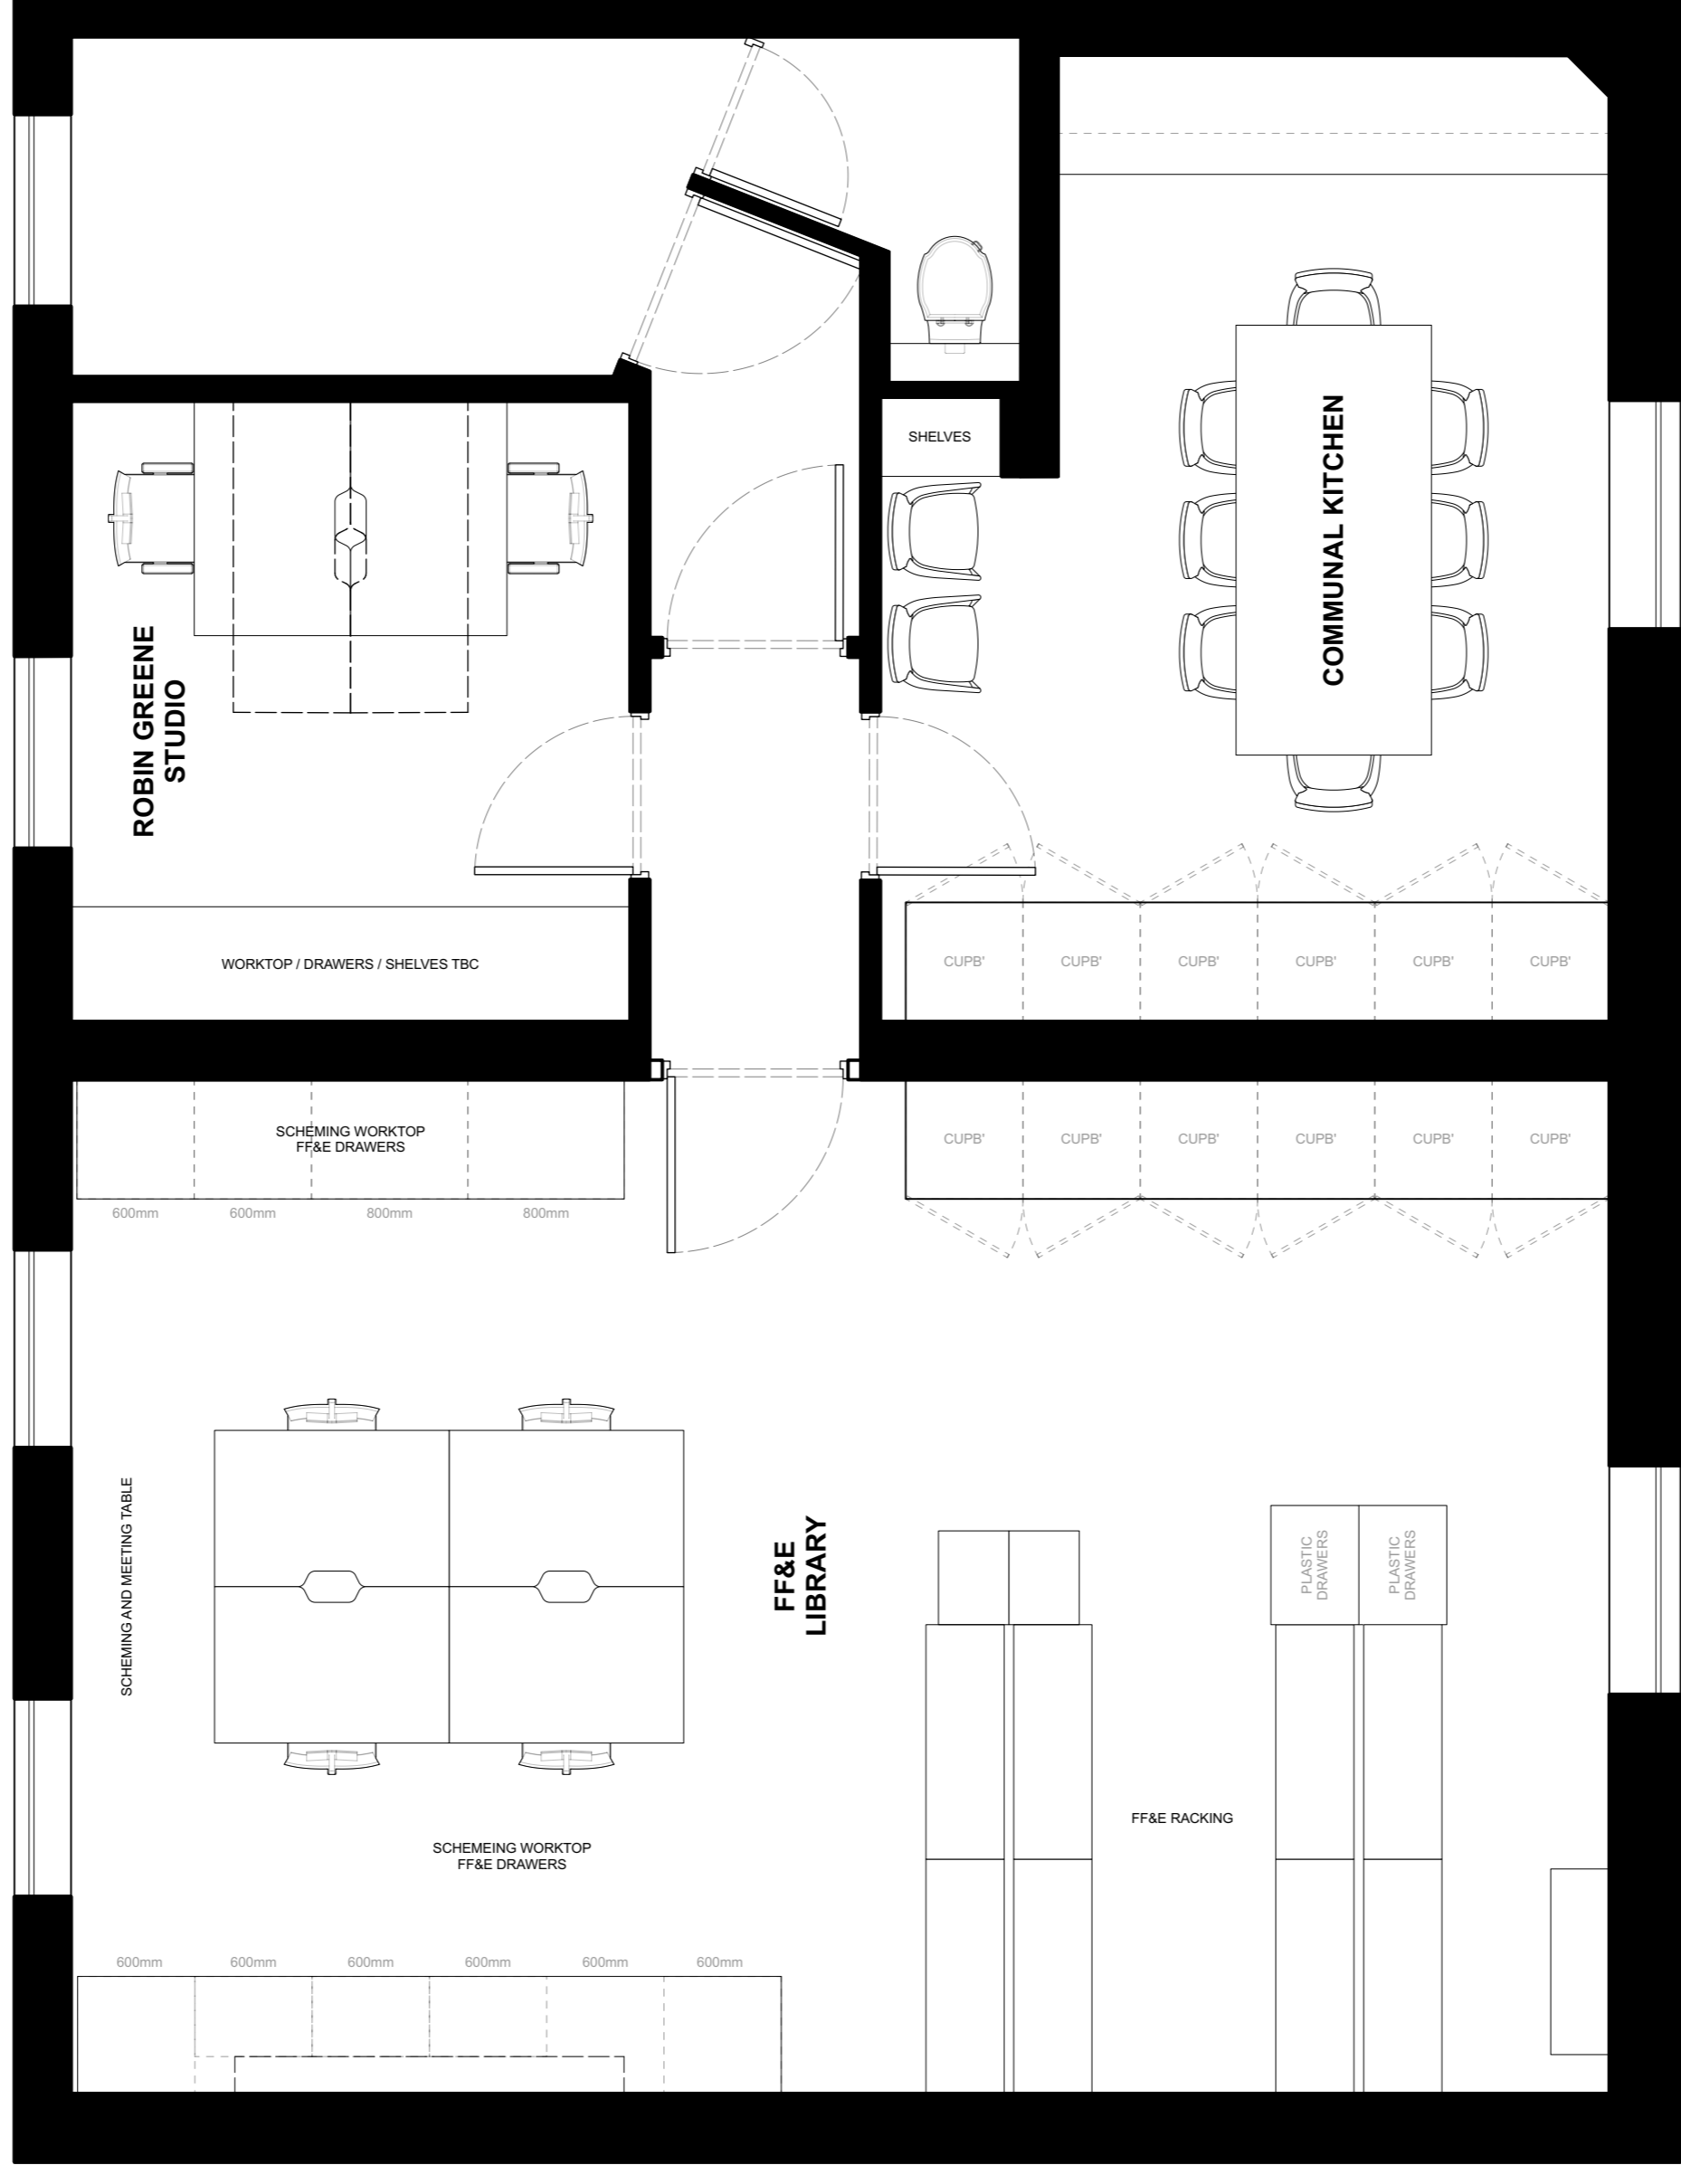 SHELVES
COMMUNAL KITCHEN
ROBIN GREENE
STUDIO
WORKTOP / DRAWERS / SHELVES TBC
CUPB'
CUPB'
CUPB'
CUPB'
CUPB'
CUPB'
SCHEMING WORKTOP
FF&E DRAWERS
600mm
600mm
800mm
800mm
CUPB'
CUPB'
CUPB'
CUPB'
CUPB'
CUPB'
SCHEMING AND MEETING TABLE
FF&E
LIBRARY
PLASTIC
DRAWERS
PLASTIC
DRAWERS
FF&E RACKING
SCHEMEING WORKTOP
FF&E DRAWERS
600mm
600mm
600mm
600mm
600mm
600mm